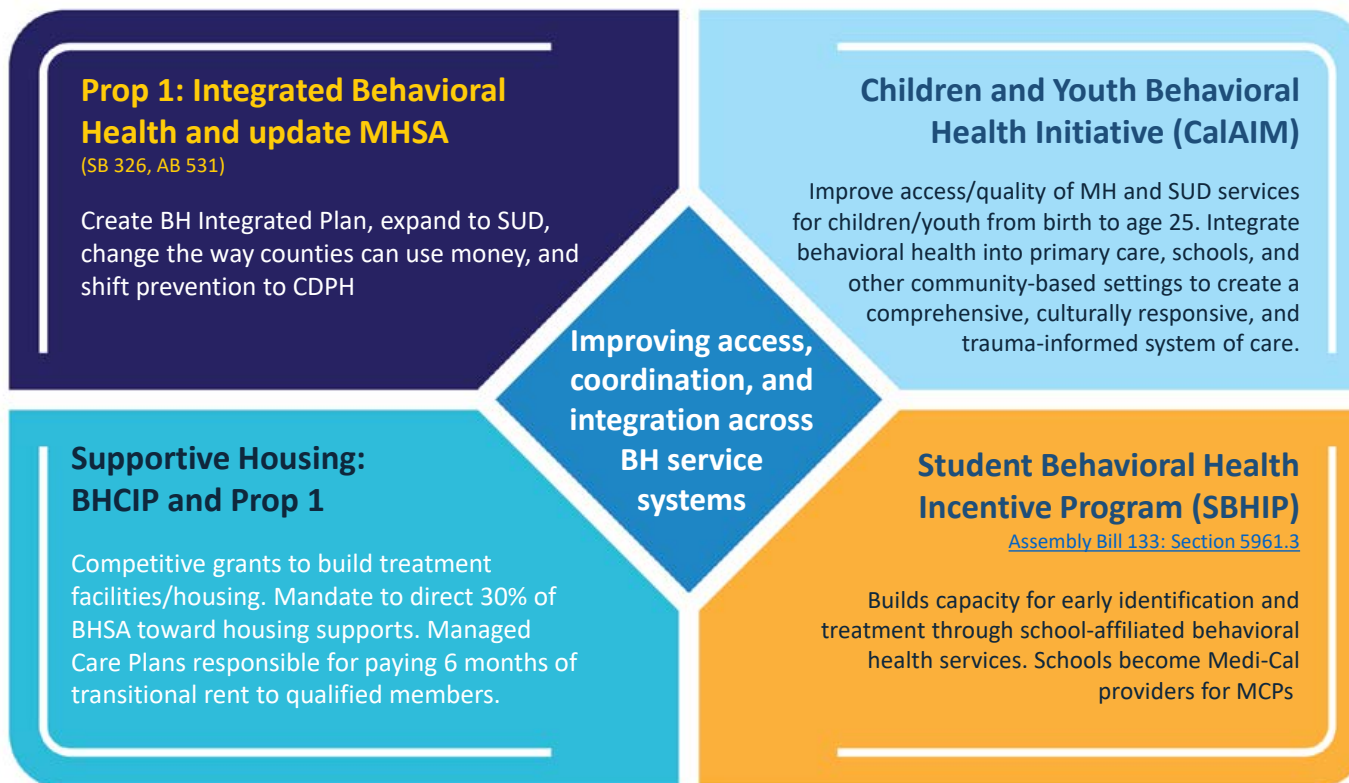 Prop 1: Integrated Behavioral
Health and update MHSA
(SB 326, AB 531)
Create BH Integrated Plan, expand to SUD,
change the way counties can use money, and
shift prevention to CDPH
Children and Youth Behavioral
Health Initiative (CalAIM)
Improve access/quality of MH and SUD services
for children/youth from birth to age 25. Integrate
behavioral health into primary care, schools, and
other community-based settings to create a
comprehensive, culturally responsive, and
trauma-informed system of care.
Improving access,
coordination, and
integration across
BH service
systems
Supportive Housing:
BHCIP and Prop 1
Competitive grants to build treatment
facilities/housing. Mandate to direct 30% of
BHSA toward housing supports. Managed
Care Plans responsible for paying 6 months of
transitional rent to qualified members.
Student Behavioral Health
Incentive Program (SBHIP)
Assembly Bill 133: Section 5961.3
Builds capacity for early identification and
treatment through school-affiliated behavioral
health services. Schools become Medi-Cal
providers for MCPs